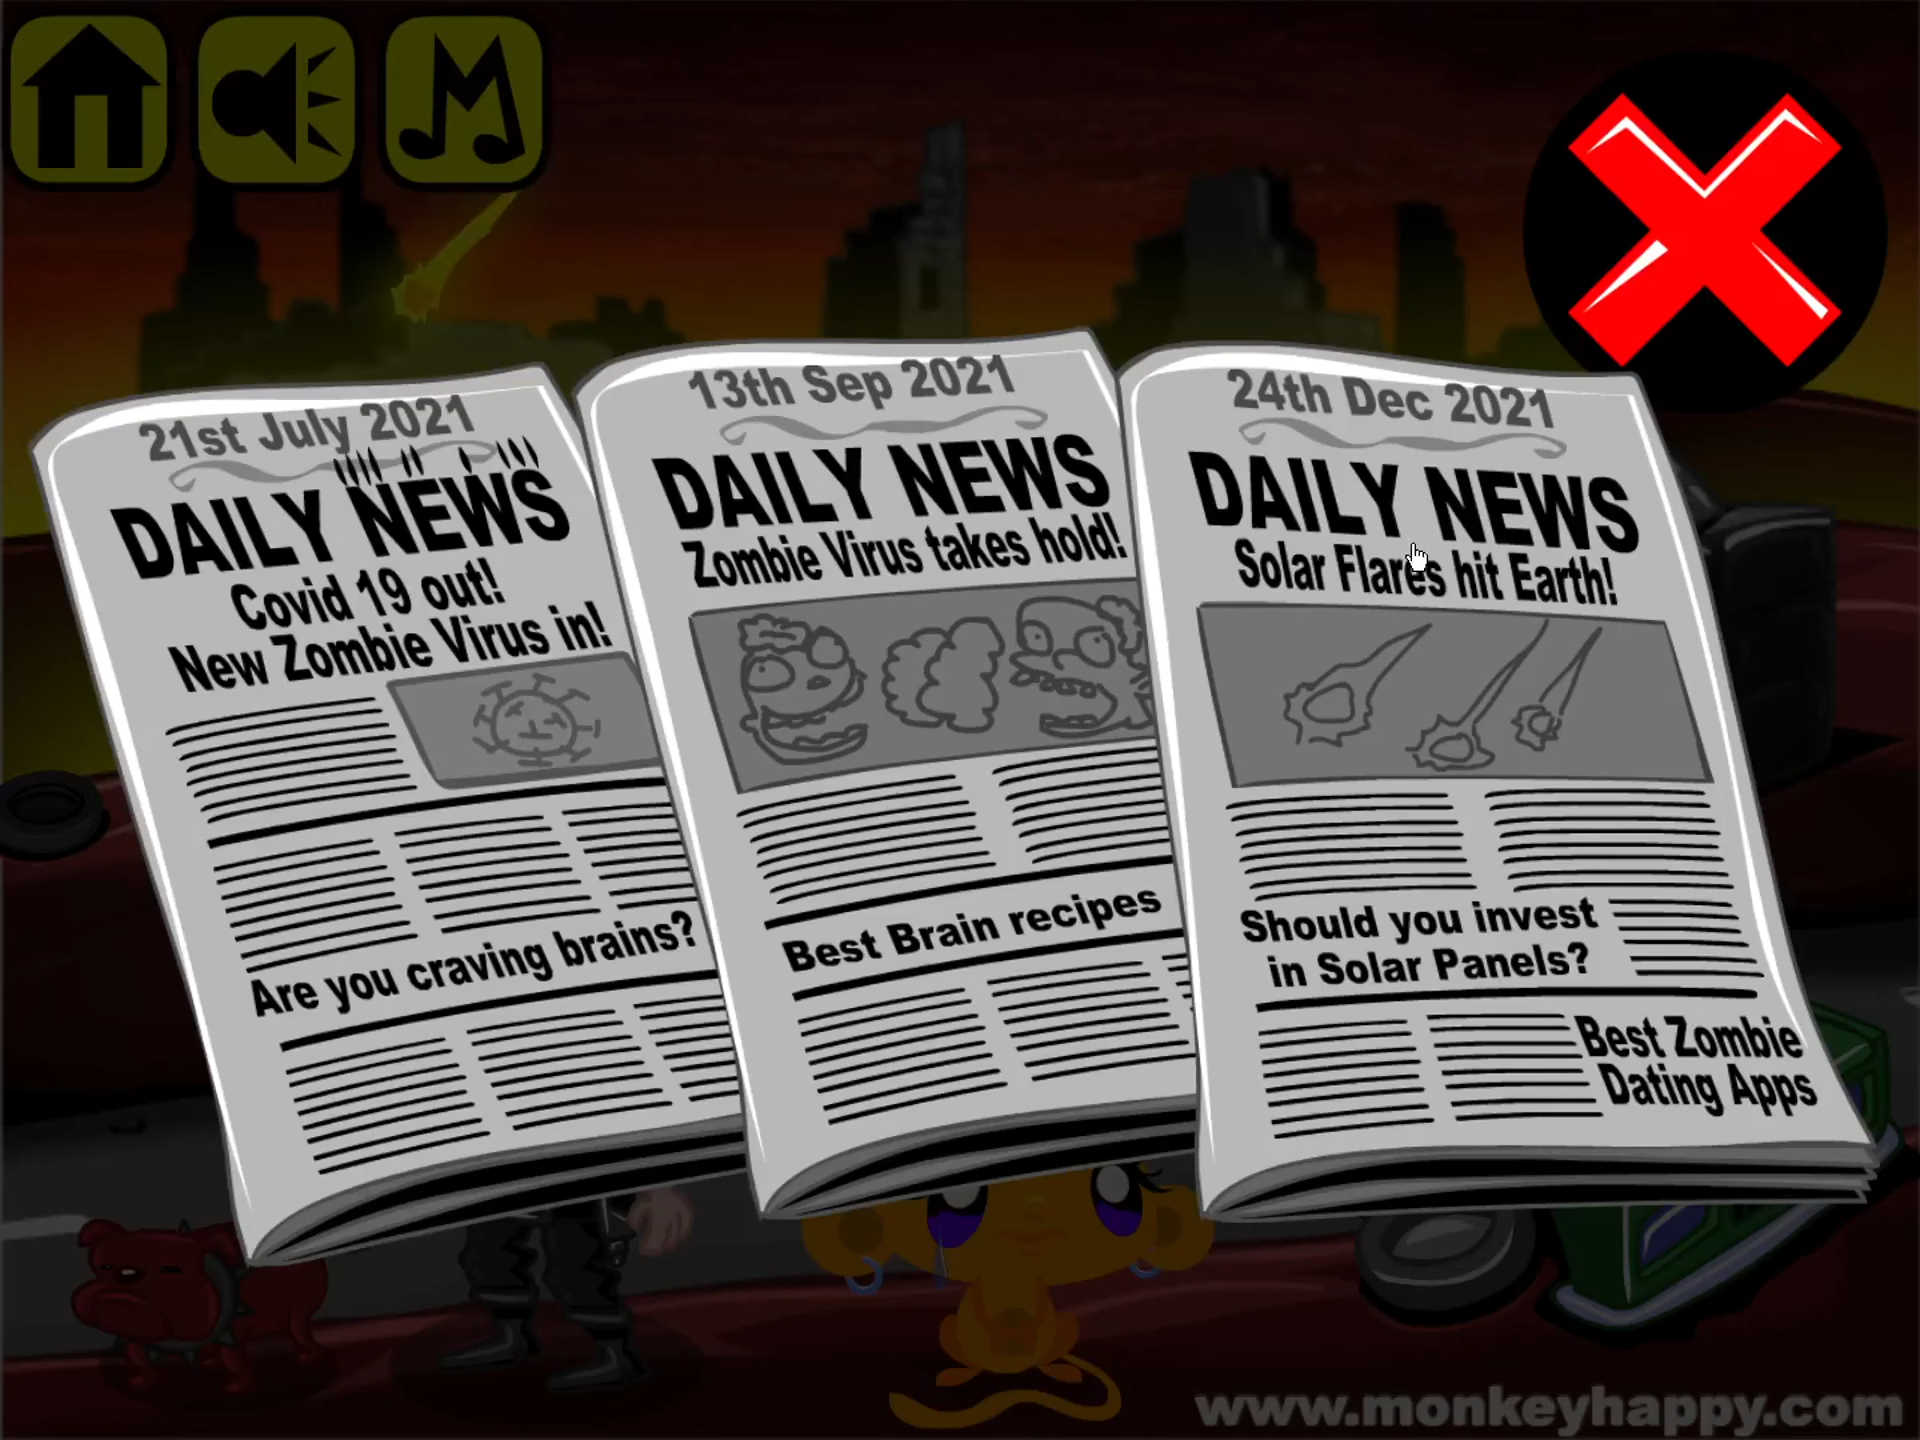 21st July 2021
DAILY NEWS
Covid 19 out!
New Zombie Virus in!
Are you craving brains?
13th Sep 2021
DAILY NEWS
Zombie Virus takes hold!
Best Brain recipes
24th Dec 2021
DAILY NEWS
Solar Flares hit Earth!
Should you invest
in Solar Panels?
Best Zombie
Dating Apps
www.monkeyhappy.com